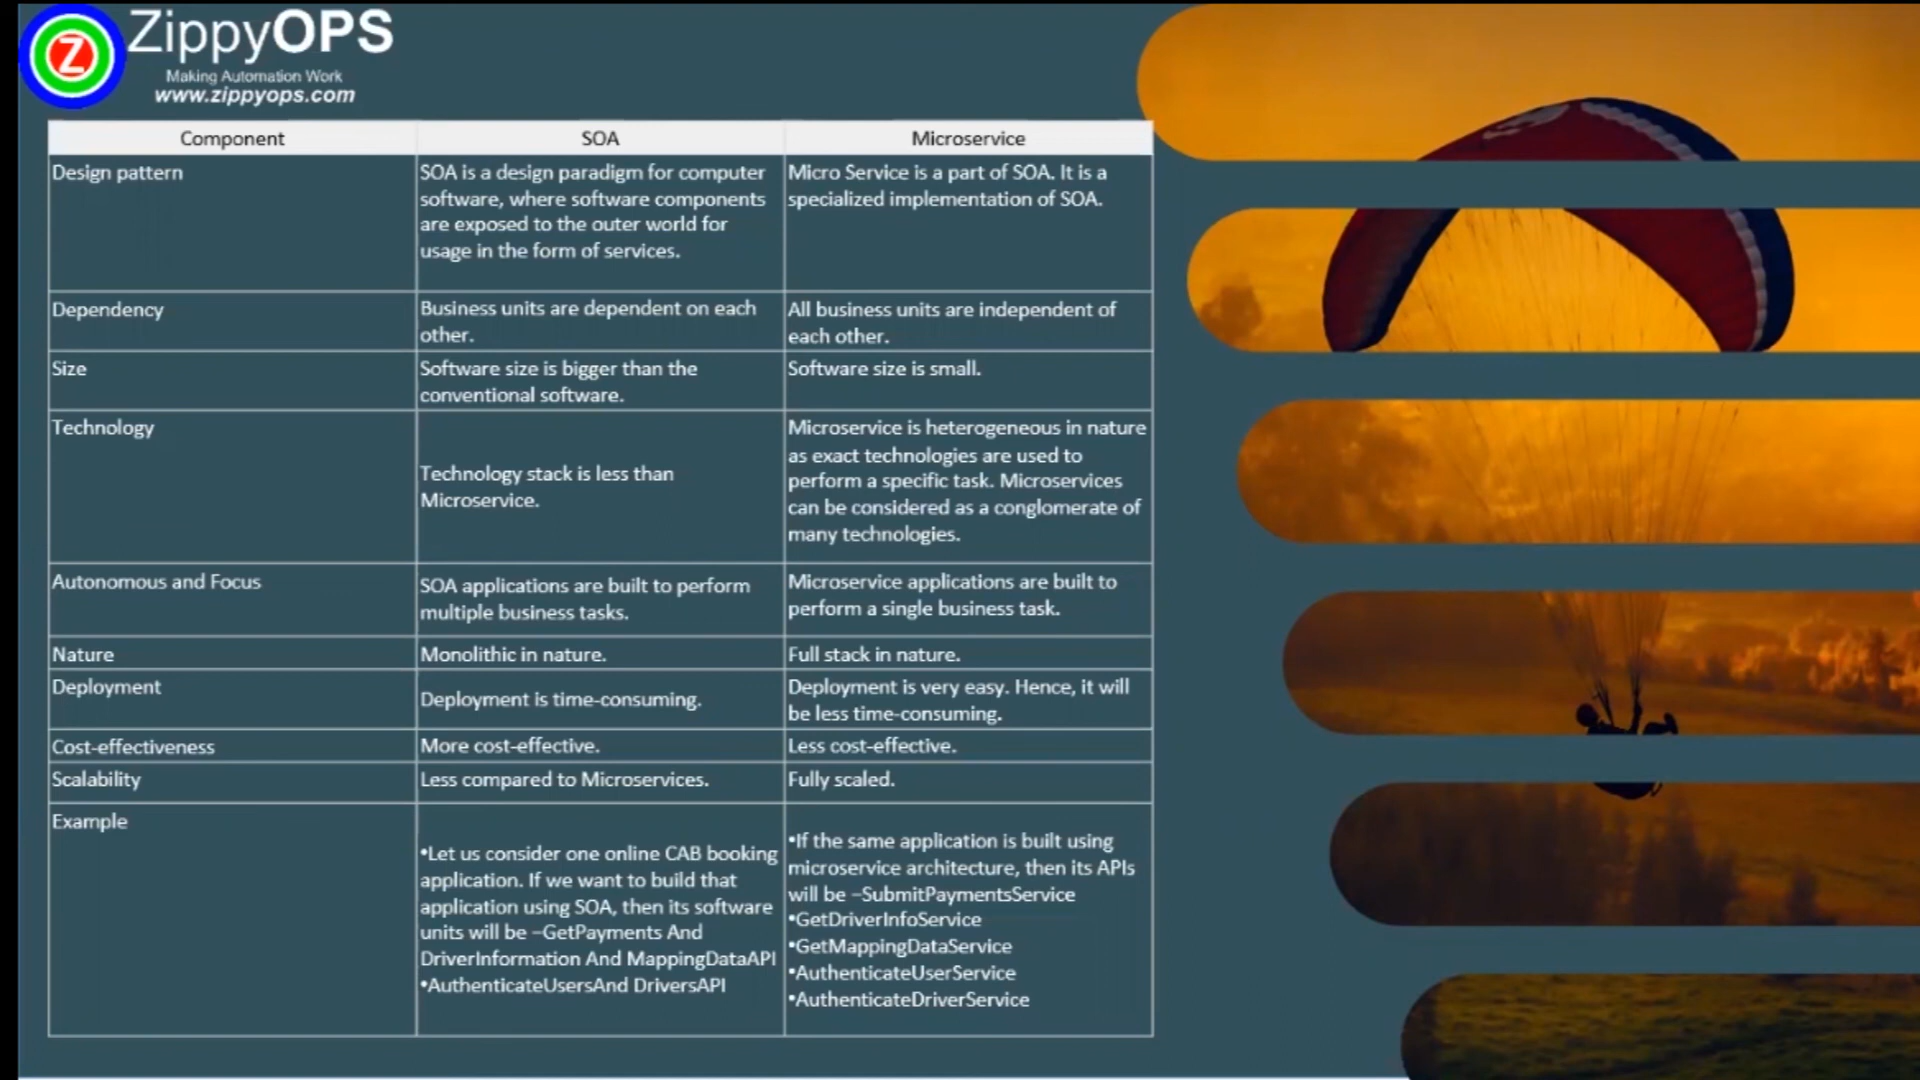 Z
ZippyOPS
Making Automation Work
www.zippyops.com
Component
SOA
Microservice
Design pattern
SOA is a design paradigm for computer
software, where software components
are exposed to the outer world for
usage in the form of services.
Micro Service is a part of SOA. It is a
specialized implementation of SOA.
Dependency
Business units are dependent on each
other.
All business units are independent of
each other.
Size
Software size is bigger than the
conventional software.
Software size is small.
Technology
Technology stack is less than
Microservice.
Microservice is heterogeneous in nature
as exact technologies are used to
perform a specific task. Microservices
can be considered as a conglomerate of
many technologies.
Autonomous and Focus
SOA applications are built to perform
multiple business tasks.
Microservice applications are built to
perform a single business task.
Nature
Monolithic in nature.
Full stack in nature.
Deployment
Deployment is time-consuming.
Deployment is very easy. Hence, it will
be less time-consuming.
Cost-effectiveness
More cost-effective.
Less cost-effective.
Scalability
Less compared to Microservices.
Fully scaled.
Example
•Let us consider one online CAB booking
application. If we want to build that
application using SOA, then its software
units will be –GetPayments And
DriverInformation And MappingDataAPI
•AuthenticateUsersAnd DriversAPI
•If the same application is built using
microservice architecture, then its APIs
will be –SubmitPaymentsService
•GetDriverInfoService
•GetMappingDataService
•AuthenticateUserService
•AuthenticateDriverService